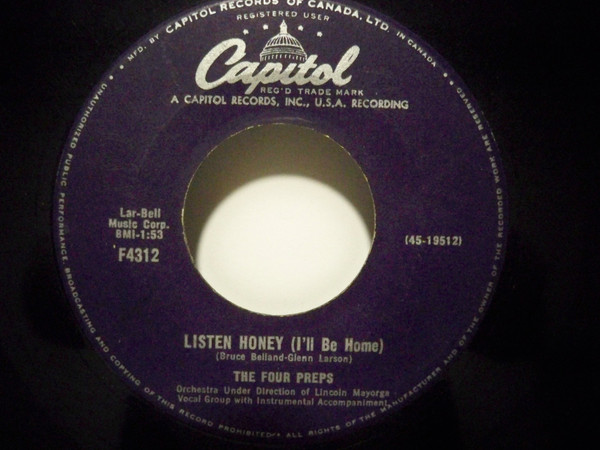 MFD. BY CAPITOL RECORDS OF CANADA, LTD. IN CANADA
REGISTERED USER
Capitol
REG'D TRADE MARK
A CAPITOL RECORDS, INC., U.S.A. RECORDING
Lar-Bell
Music Corp.
BMI-1:53
F4312
(45-19512)
LISTEN HONEY (I'll Be Home)
(Bruce Belland-Glenn Larson)
THE FOUR PREPS
Orchestra Under Direction of Lincoln Mayorga
Vocal Group with Instrumental Accompaniment
UNAUTHORIZED PUBLIC PERFORMANCE, BROADCASTING AND COPYING OF THIS RECORD PROHIBITED ★ ALL RIGHTS OF THE MANUFACTURER AND OF THE OWNER OF THE RECORDED WORK ARE RESERVED